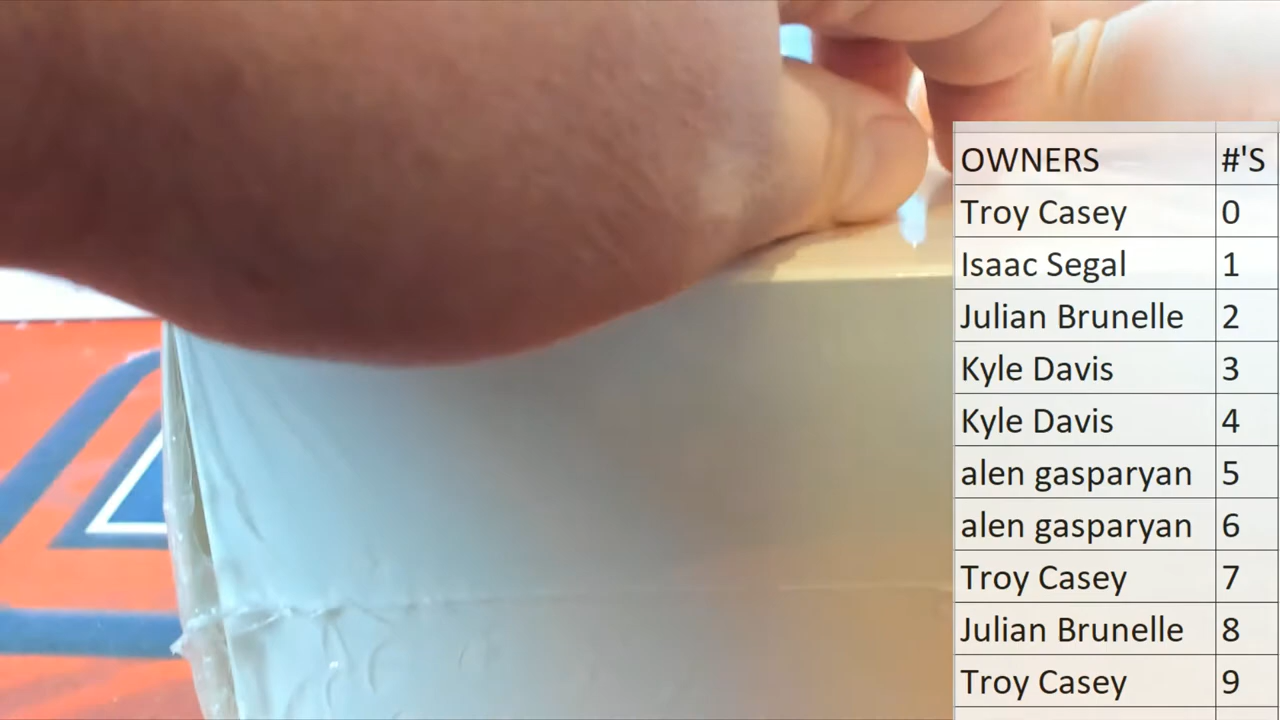 OWNERS #'S
Troy Casey 0
Isaac Segal 1
Julian Brunelle 2
Kyle Davis 3
Kyle Davis 4
alen gasparyan 5
alen gasparyan 6
Troy Casey 7
Julian Brunelle 8
Troy Casey 9